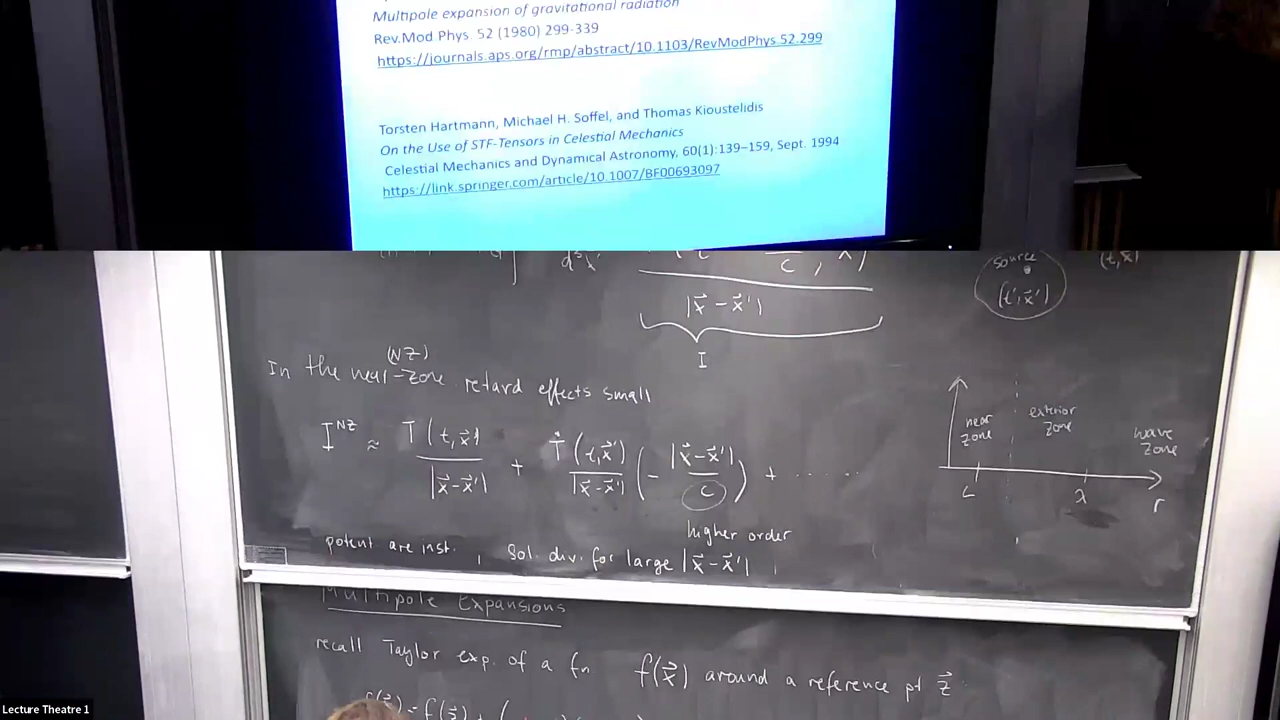 Multipole expansion of gravitational radiation
Rev.Mod Phys. 52 (1980) 299-339
https://journals.aps.org/rmp/abstract/10.1103/RevModPhys.52.299
Torsten Hartmann, Michael H. Soffel, and Thomas Kioustelidis
On the Use of STF-Tensors in Celestial Mechanics
Celestial Mechanics and Dynamical Astronomy, 60(1):139–159, Sept. 1994
https://link.springer.com/article/10.1007/BF00693097
source
(t,x)
(t',x⃗')
|x⃗-x⃗'|
I
(NZ)
In the near-zone retard effects small
I^NZ ≈ T(t,x⃗) / |x⃗-x⃗'| + Ṫ(t,x⃗') / |x⃗-x⃗'| (- |x⃗-x⃗'| / c) + ......
near zone
exterior zone
wave zone
L
λ
r
higher order
potent are inst. , Sol. div. for large |x⃗-x⃗'|
Multipole Expansions
recall Taylor exp. of a fn f(x⃗) around a reference pt z⃗
Lecture Theatre 1